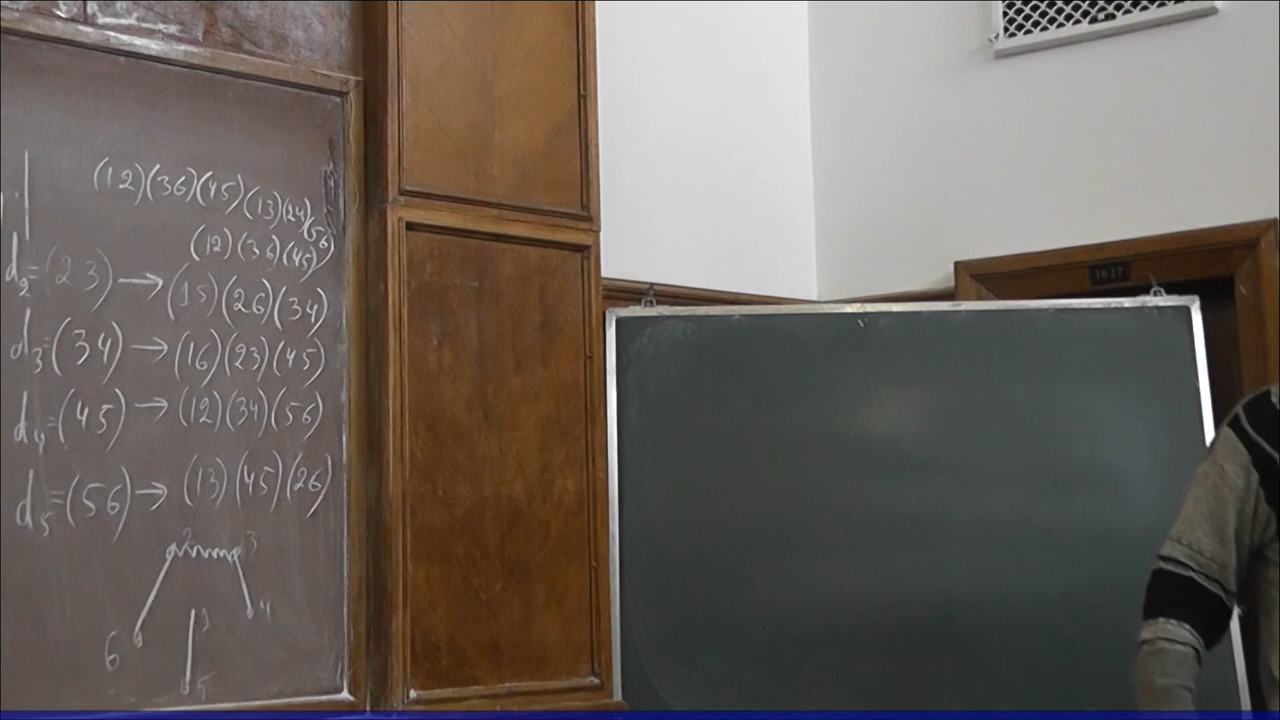 (12)(36)(45)(13)(24)(56)
(12)(36)(45)
d₂=(23)→(15)(26)(34)
d₃=(34)→(16)(23)(45)
d₄=(45)→(12)(34)(56)
d₅=(56)→(13)(45)(26)
2 3
1 4
6
5
1627